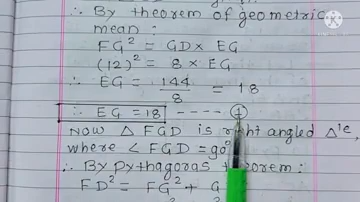 ∴ By theorem of geometric
mean:
FG² = GD × EG
(12)² = 8 × EG
∴ EG = 144/8 = 18
∴ EG = 18 ---- ①
Now △ FGD is right angled △le
where ∠ FGD = 90°
∴ By pythagoras theorem:
FD² = FG² + G